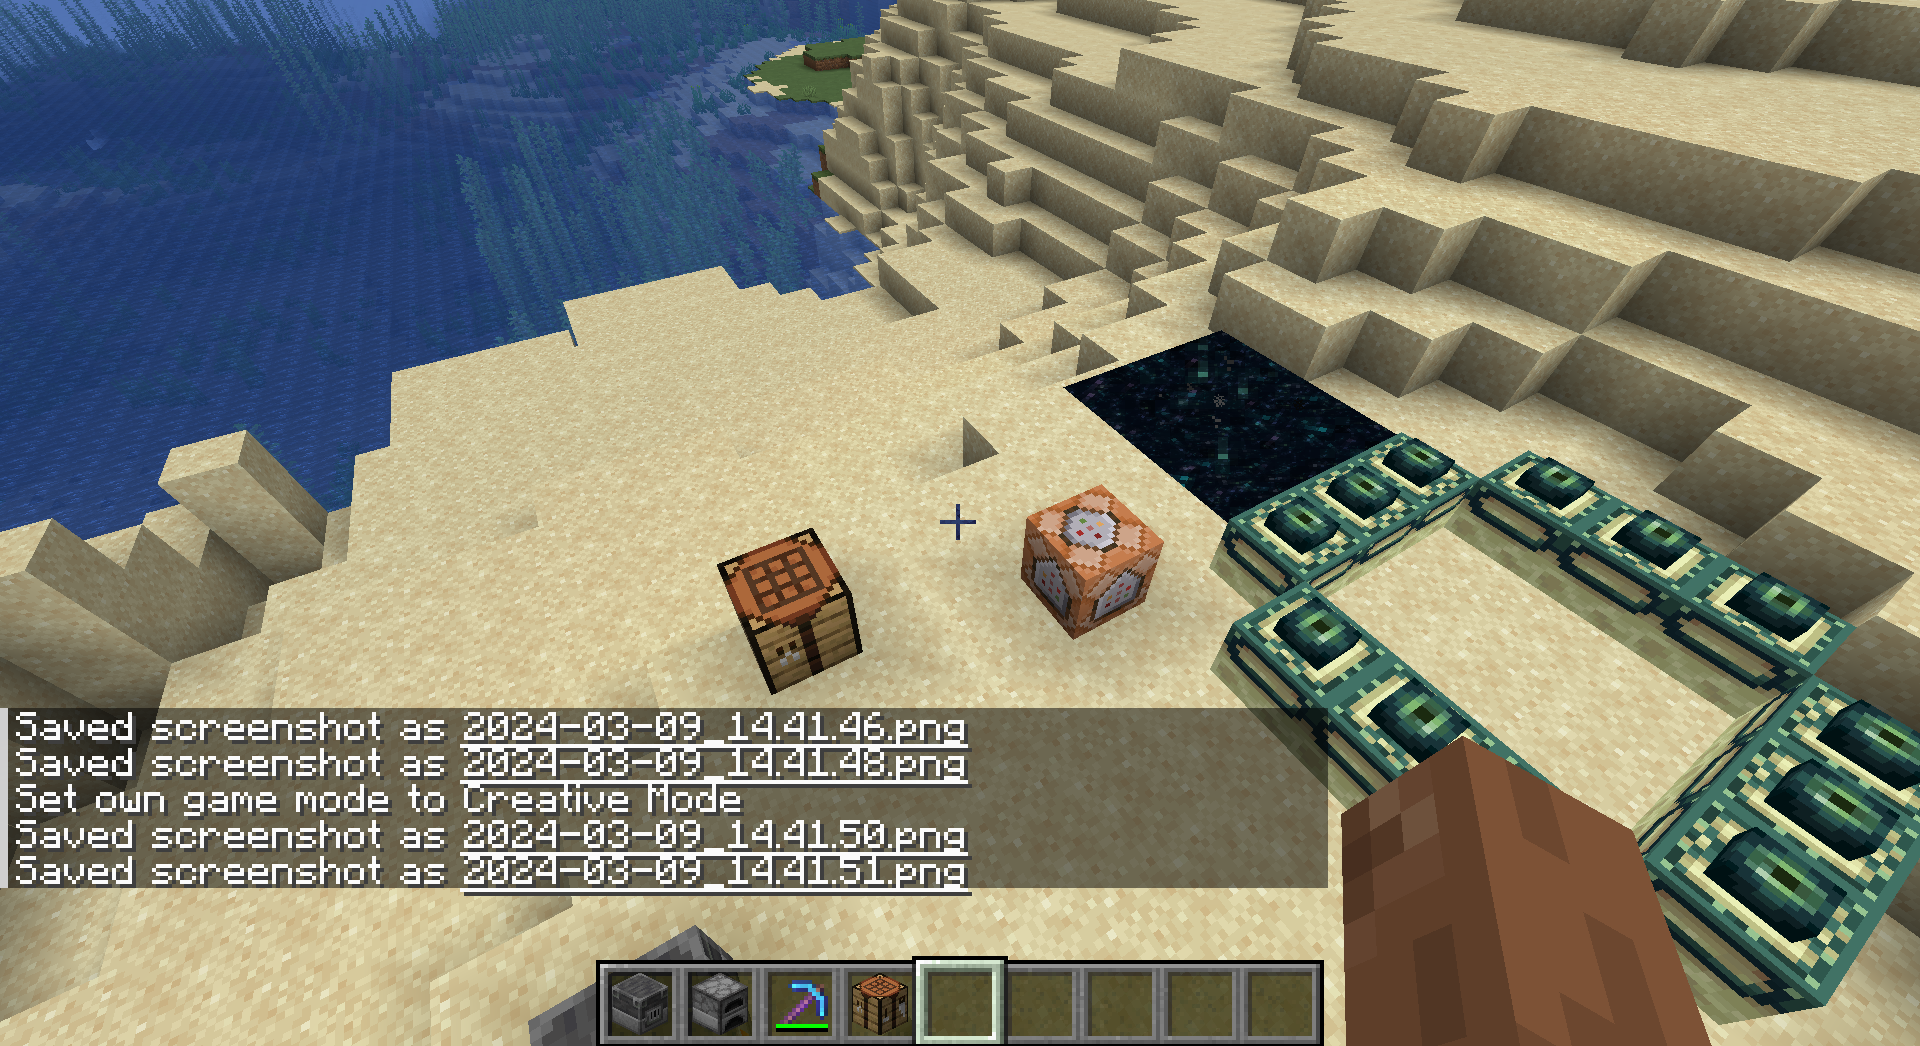 Saved screenshot as 2024-03-09_14.41.46.png
Saved screenshot as 2024-03-09_14.41.48.png
Set own game mode to Creative Mode
Saved screenshot as 2024-03-09_14.41.50.png
Saved screenshot as 2024-03-09_14.41.51.png